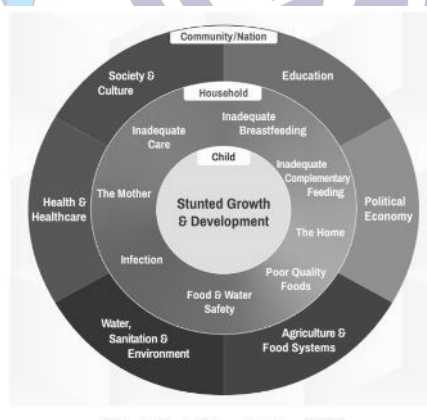 Community/Nation
Society &
Culture
Education
Household
Inadequate
Care
Inadequate
Breastfeeding
Child
Inadequate
Complementary
Feeding
Health &
Healthcare
The Mother
Stunted Growth
& Development
Political
Economy
The Home
Infection
Poor Quality
Foods
Food & Water
Safety
Water,
Sanitation &
Environment
Agriculture &
Food Systems